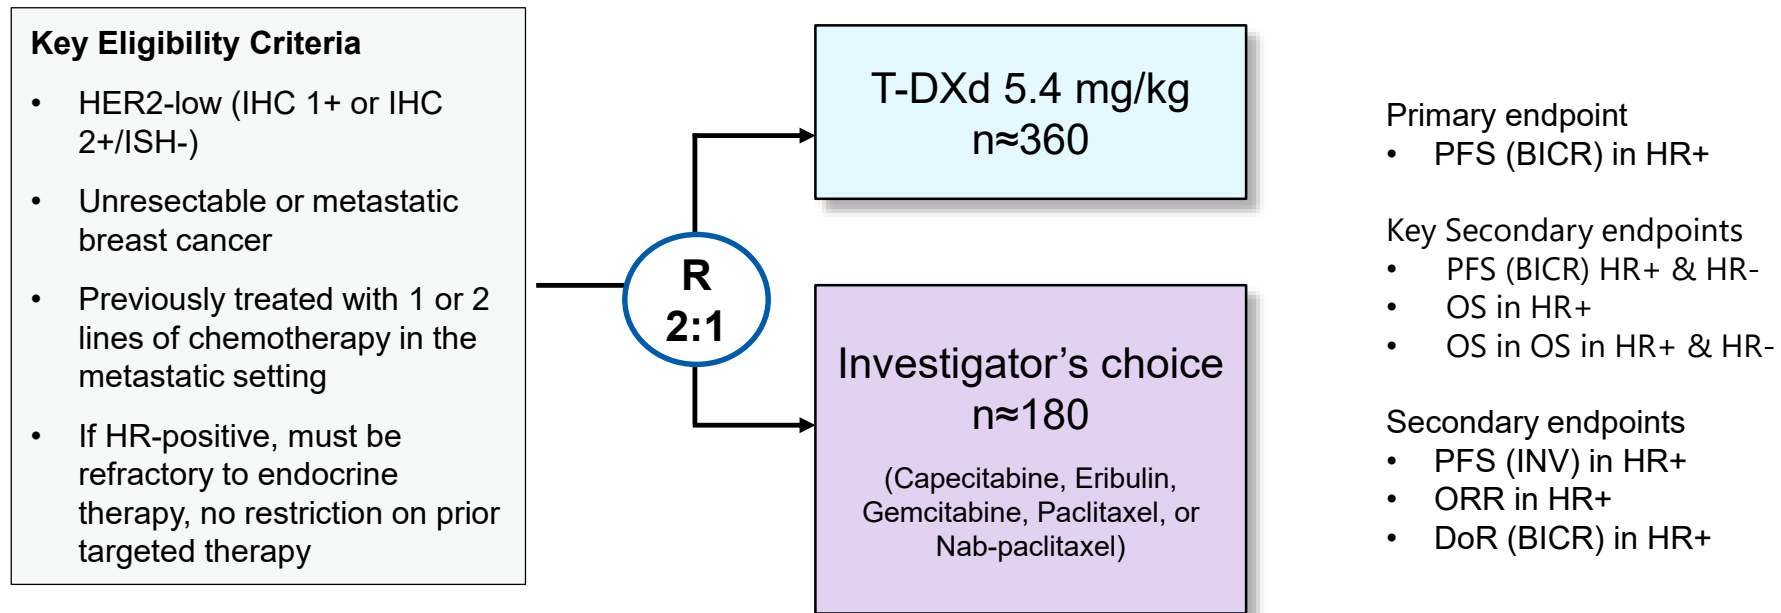 Key Eligibility Criteria
• HER2-low (IHC 1+ or IHC
2+/ISH-)
• Unresectable or metastatic
breast cancer
• Previously treated with 1 or 2
lines of chemotherapy in the
metastatic setting
• If HR-positive, must be
refractory to endocrine
therapy, no restriction on prior
targeted therapy
R
2:1
T-DXd 5.4 mg/kg
n≈360
Investigator’s choice
n≈180
(Capecitabine, Eribulin,
Gemcitabine, Paclitaxel, or
Nab-paclitaxel)
Primary endpoint
• PFS (BICR) in HR+
Key Secondary endpoints
• PFS (BICR) HR+ & HR-
• OS in HR+
• OS in OS in HR+ & HR-
Secondary endpoints
• PFS (INV) in HR+
• ORR in HR+
• DoR (BICR) in HR+